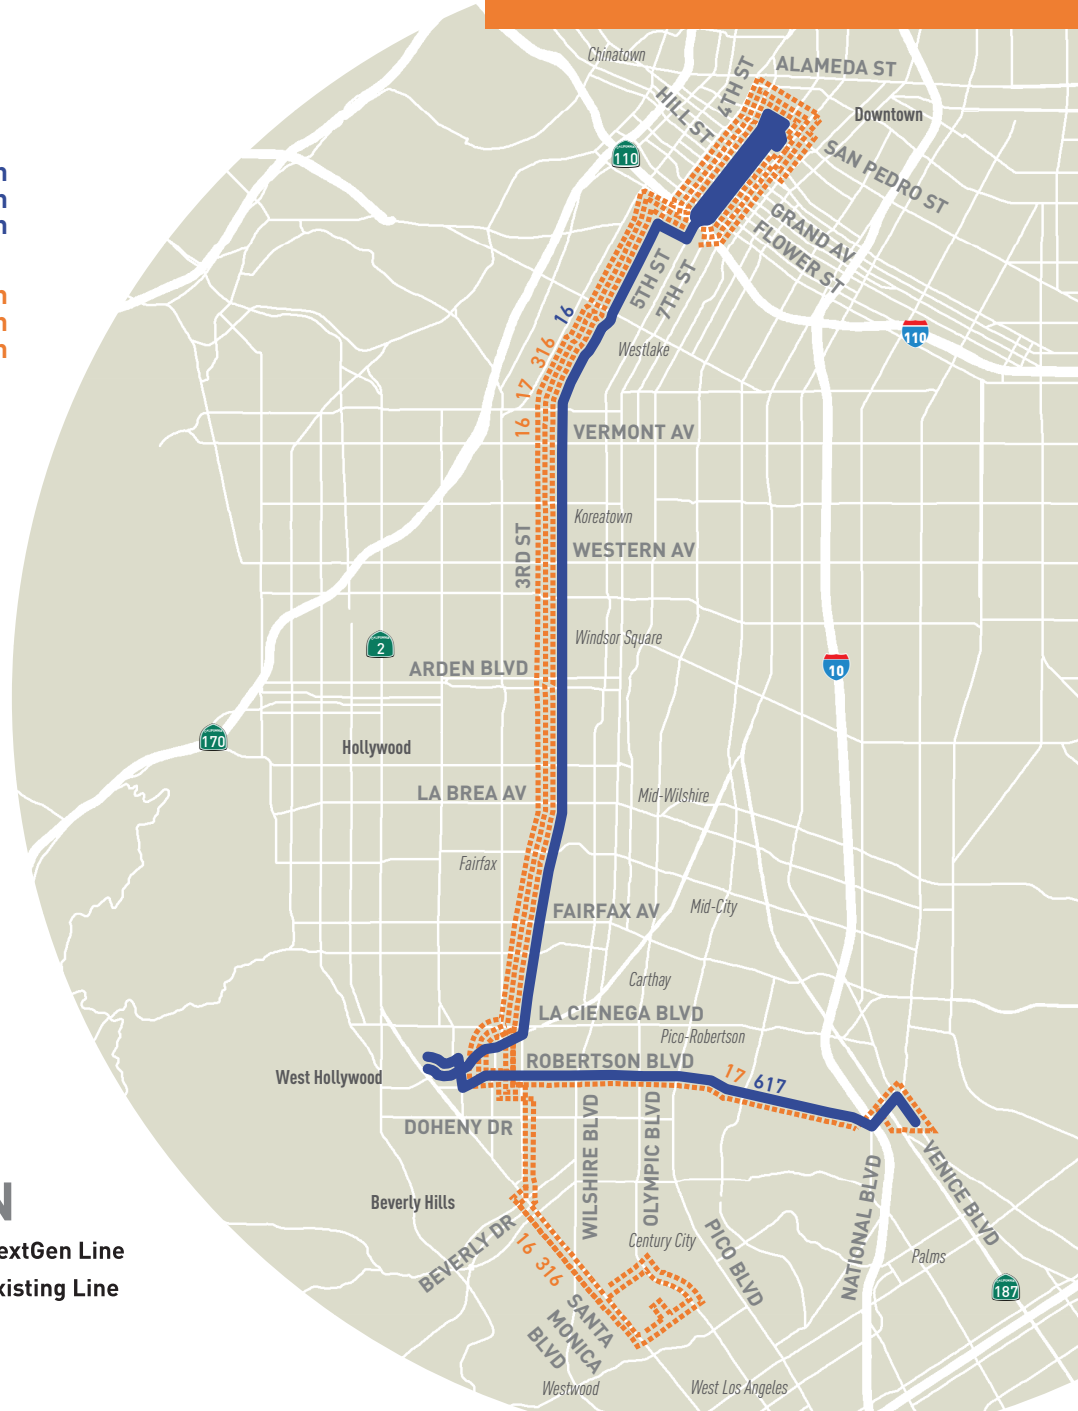 Chinatown
4TH ST
ALAMEDA ST
HILL ST
Downtown
CALIFORNIA
110
SAN PEDRO ST
n
n
n
GRAND AV
FLOWER ST
5TH ST
7TH ST
n
n
n
16
110
316
Westlake
17
16
VERMONT AV
Koreatown
3RD ST
WESTERN AV
Windsor Square
CALIFORNIA
2
ARDEN BLVD
10
CALIFORNIA
170
Hollywood
LA BREA AV
Mid-Wilshire
Fairfax
FAIRFAX AV
Mid-City
Carthay
LA CIENEGA BLVD
Pico-Robertson
ROBERTSON BLVD
West Hollywood
17
617
DOHENY DR
WILSHIRE BLVD
OLYMPIC BLVD
NATIONAL BLVD
VENICE BLVD
N
Beverly Hills
BEVERLY DR
16
316
Century City
PICO BLVD
Palms
extGen Line
xisting Line
CALIFORNIA
187
SANTA
MONICA
BLVD
Westwood
West Los Angeles